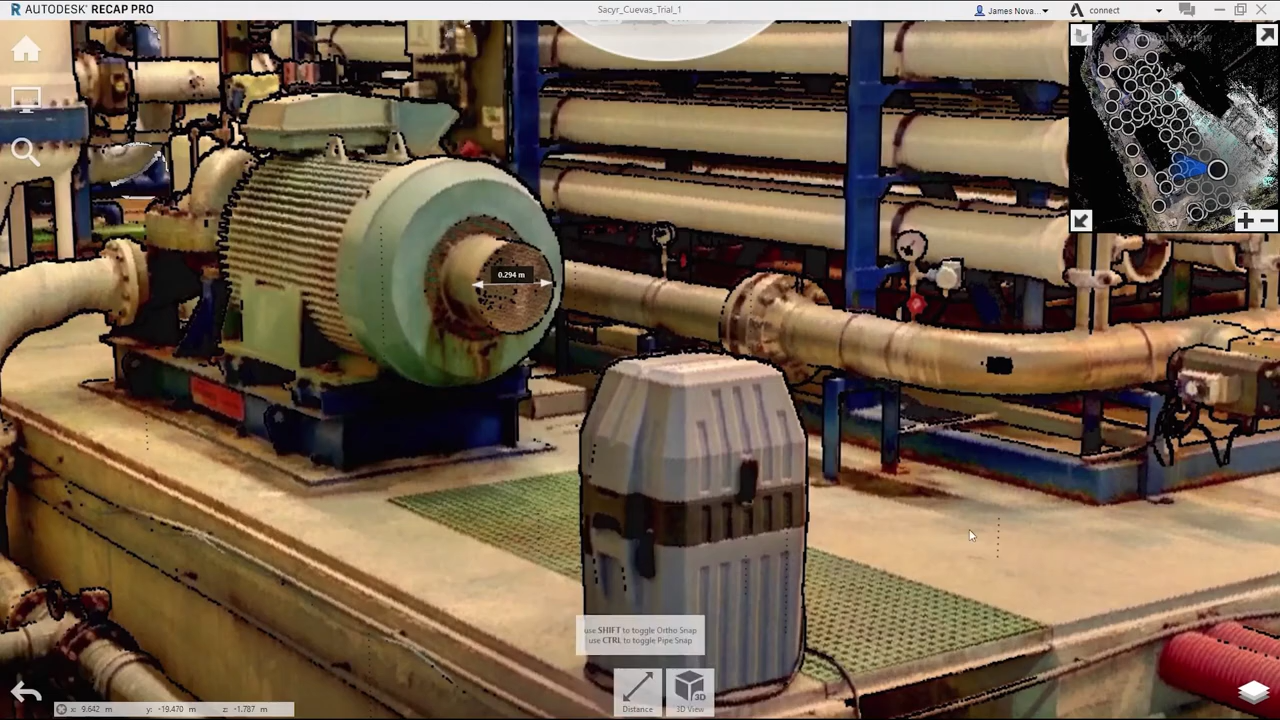 AUTODESK RECAP PRO
Sacyr_Cuevas_Trial_1
James Nova...
connect
0.294 m
use SHIFT to toggle Ortho Snap
use CTRL to toggle Pipe Snap
Distance
3D
3D View
x: 9.642 m
y: -19.470 m
z: -1.787 m